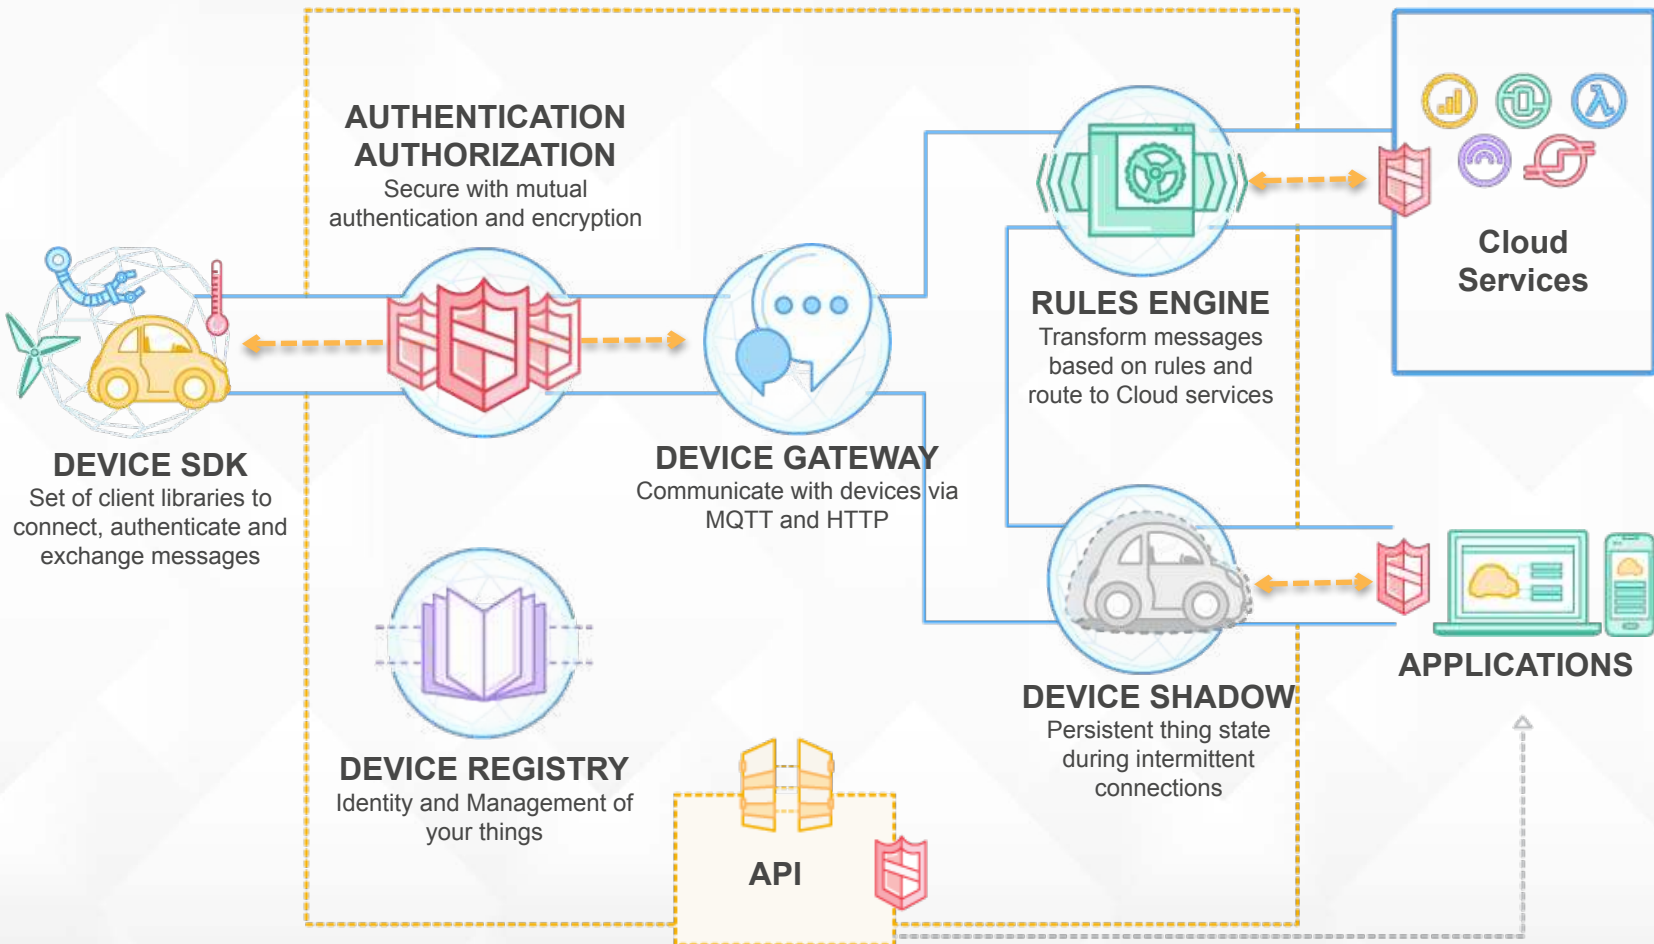 AUTHENTICATION
AUTHORIZATION
Secure with mutual
authentication and encryption
Cloud
Services
RULES ENGINE
Transform messages
based on rules and
route to Cloud services
DEVICE SDK
Set of client libraries to
connect, authenticate and
exchange messages
DEVICE GATEWAY
Communicate with devices via
MQTT and HTTP
APPLICATIONS
DEVICE SHADOW
Persistent thing state
during intermittent
connections
DEVICE REGISTRY
Identity and Management of
your things
API